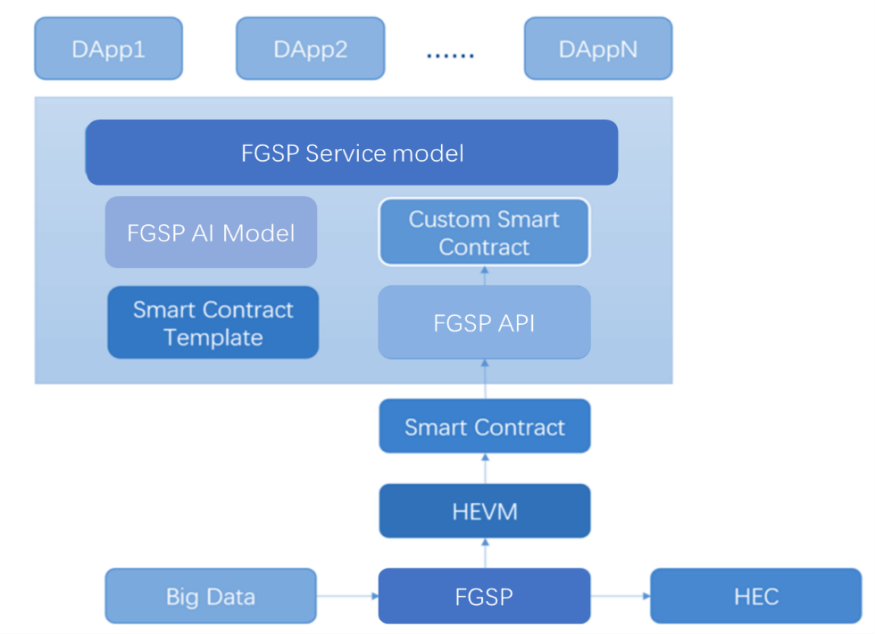 DApp1
DApp2
......
DAppN
FGSP Service model
FGSP AI Model
Custom Smart
Contract
Smart Contract
Template
FGSP API
Smart Contract
HEVM
Big Data
FGSP
HEC